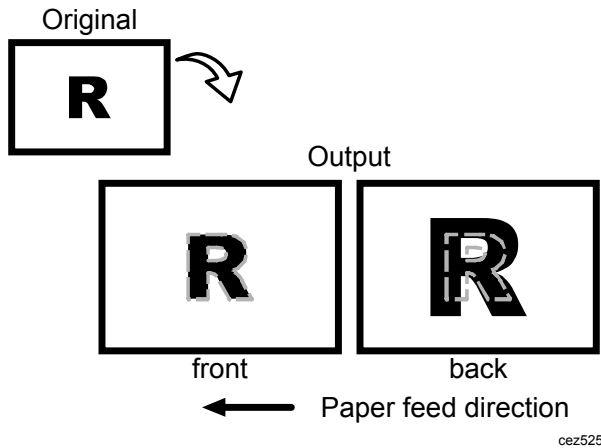 Original
R
Output
R
R
front back
Paper feed direction
cez525